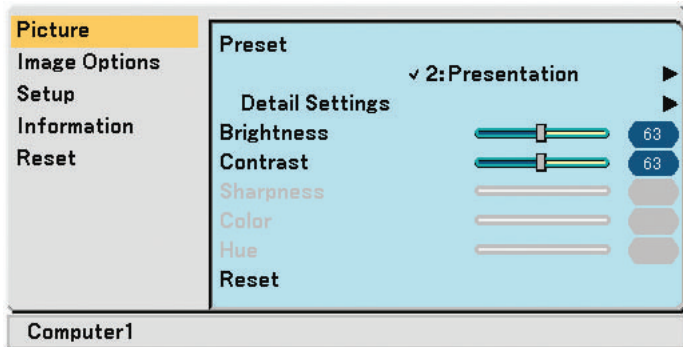 Picture
Image Options
Setup
Information
Reset
Preset
✓ 2:Presentation
Detail Settings
Brightness 63
Contrast 63
Sharpness
Color
Hue
Reset
Computer1